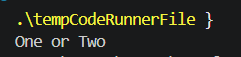 .\tempCodeRunnerFile }
One or Two